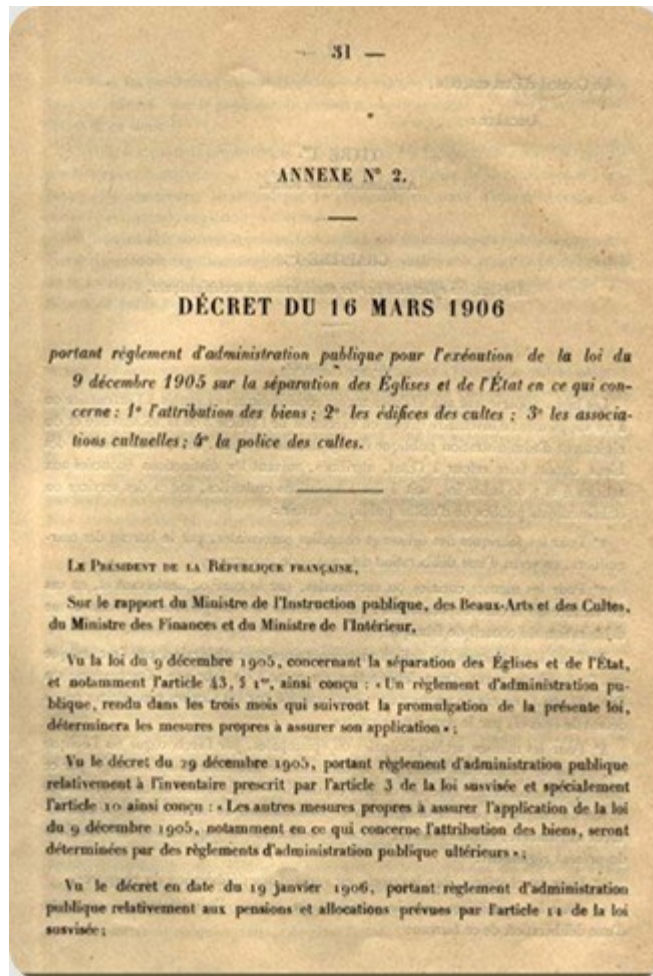 — 31 —
ANNEXE N° 2.
DÉCRET DU 16 MARS 1906
portant règlement d'administration publique pour l'exécution de la loi du
9 décembre 1905 sur la séparation des Églises et de l'État en ce qui con-
cerne : 1° l'attribution des biens ; 2° les édifices des cultes ; 3° les associa-
tions cultuelles ; 4° la police des cultes.
Le Président de la République française,
Sur le rapport du Ministre de l'Instruction publique, des Beaux-Arts et des Cultes,
du Ministre des Finances et du Ministre de l'Intérieur,
Vu la loi du 9 décembre 1905, concernant la séparation des Églises et de l'État,
et notamment l'article 43, § 1er, ainsi conçu : « Un règlement d'administration pu-
blique, rendu dans les trois mois qui suivront la promulgation de la présente loi,
déterminera les mesures propres à assurer son application » ;
Vu le décret du 29 décembre 1905, portant règlement d'administration publique
relativement à l'inventaire prescrit par l'article 3 de la loi susvisée et spécialement
l'article 10 ainsi conçu : « Les autres mesures propres à assurer l'application de la loi
du 9 décembre 1905, notamment en ce qui concerne l'attribution des biens, seront
déterminées par des règlements d'administration publique ultérieurs » ;
Vu le décret en date du 19 janvier 1906, portant règlement d'administration
publique relativement aux pensions et allocations prévues par l'article 11 de la loi
susvisée ;